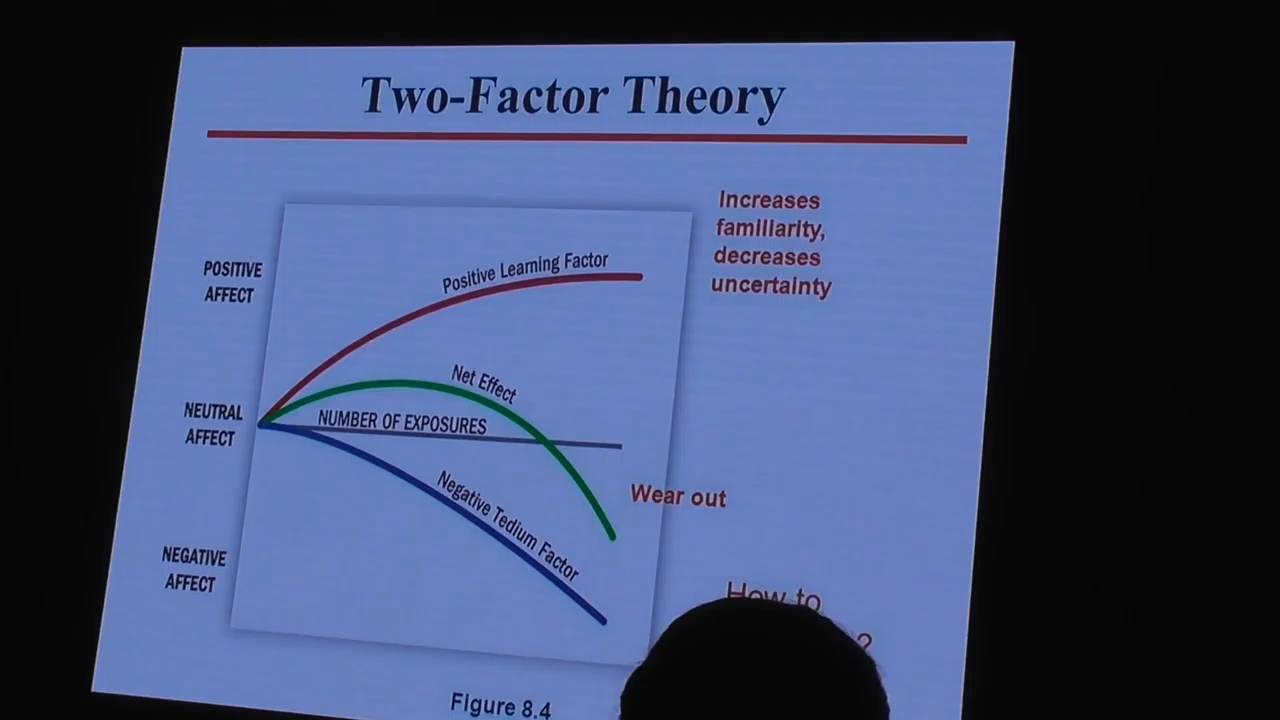 Two-Factor Theory
Increases
familiarity,
decreases
uncertainty
POSITIVE
AFFECT
Positive Learning Factor
Net Effect
NEUTRAL
AFFECT
NUMBER OF EXPOSURES
Negative Tedium Factor
Wear out
NEGATIVE
AFFECT
How to
?
Figure 8.4